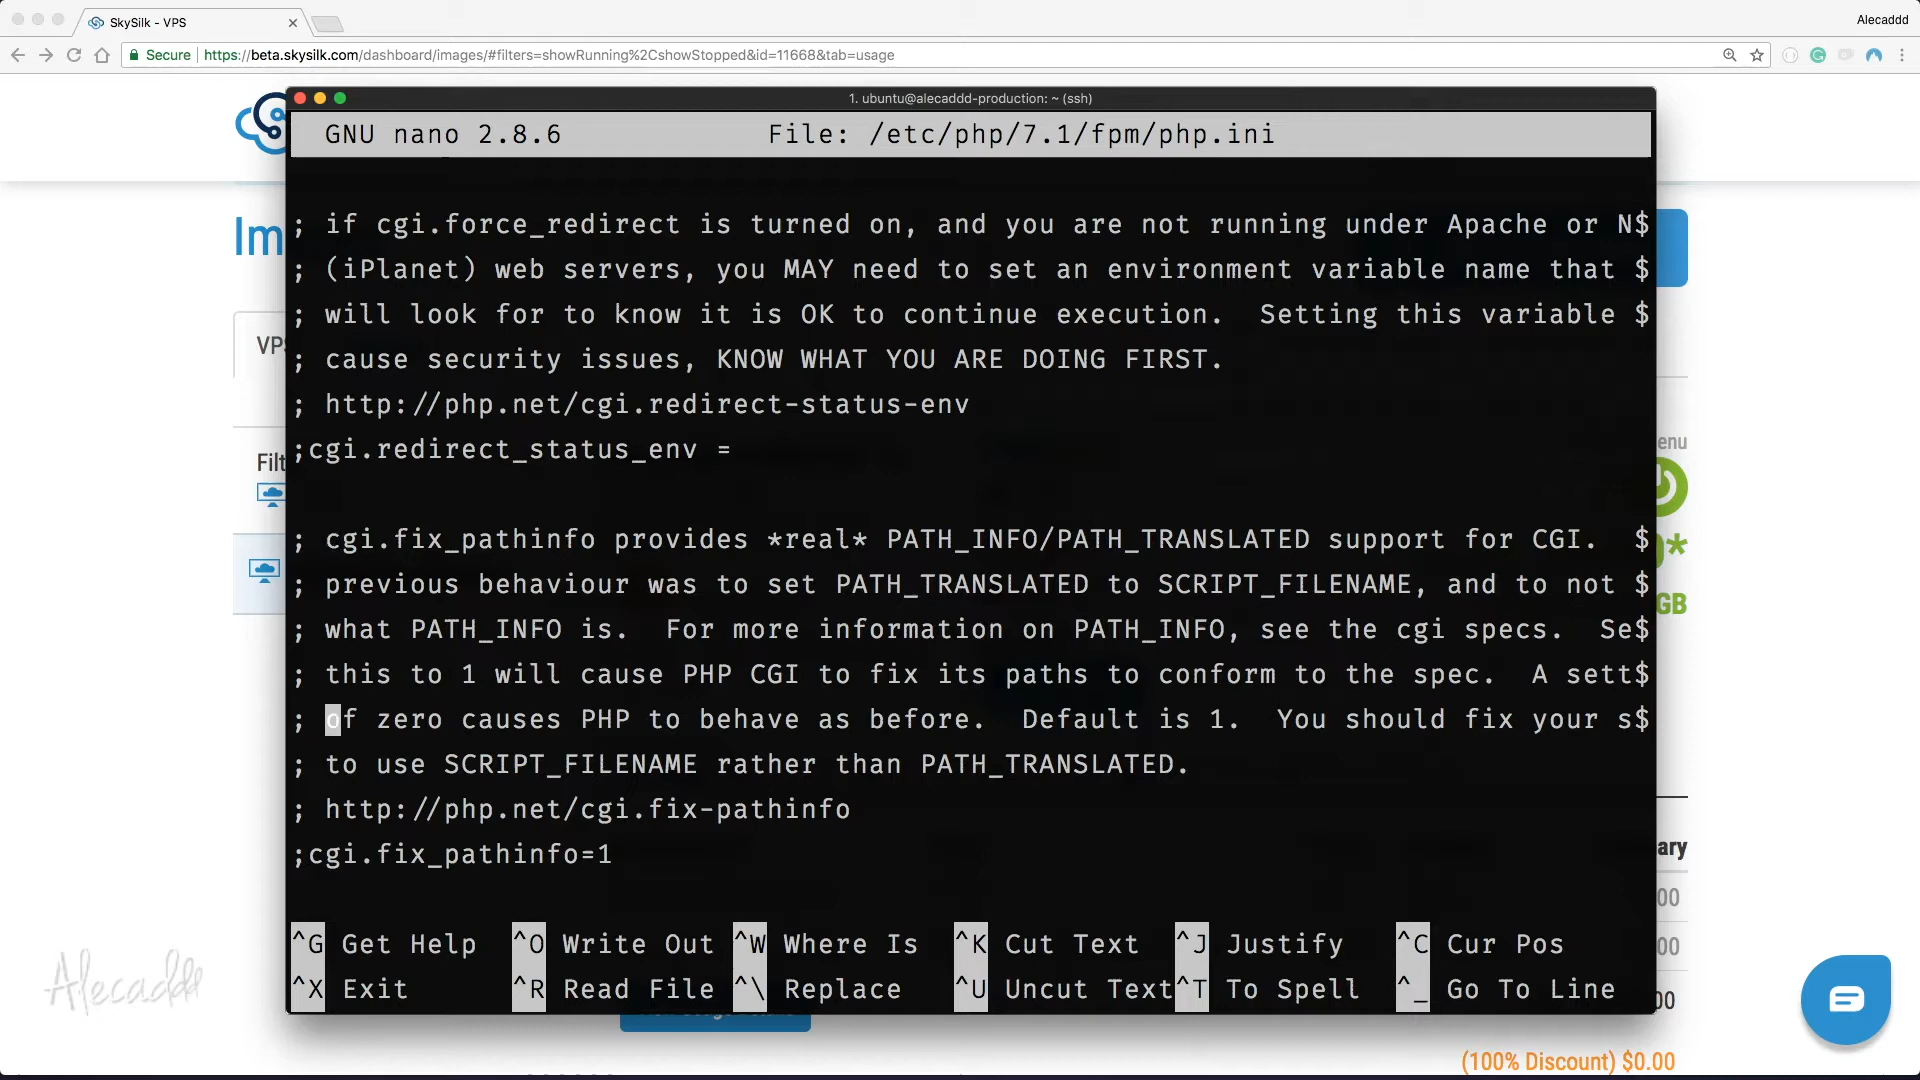 SkySilk - VPS
Alecaddd
Secure
https://beta.skysilk.com/dashboard/images/#filters=showRunning%2CshowStopped&id=11668&tab=usage
1. ubuntu@alecaddd-production: ~ (ssh)
GNU nano 2.8.6 File: /etc/php/7.1/fpm/php.ini
; if cgi.force_redirect is turned on, and you are not running under Apache or N$
; (iPlanet) web servers, you MAY need to set an environment variable name that $
; will look for to know it is OK to continue execution.  Setting this variable $
; cause security issues, KNOW WHAT YOU ARE DOING FIRST.
; http://php.net/cgi.redirect-status-env
;cgi.redirect_status_env =
; cgi.fix_pathinfo provides *real* PATH_INFO/PATH_TRANSLATED support for CGI.  $
; previous behaviour was to set PATH_TRANSLATED to SCRIPT_FILENAME, and to not $
; what PATH_INFO is.  For more information on PATH_INFO, see the cgi specs.  Se$
; this to 1 will cause PHP CGI to fix its paths to conform to the spec.  A sett$
; of zero causes PHP to behave as before.  Default is 1.  You should fix your s$
; to use SCRIPT_FILENAME rather than PATH_TRANSLATED.
; http://php.net/cgi.fix-pathinfo
;cgi.fix_pathinfo=1
^G Get Help ^O Write Out ^W Where Is ^K Cut Text ^J Justify ^C Cur Pos
^X Exit ^R Read File ^\ Replace ^U Uncut Text ^T To Spell ^_ Go To Line
Im
VPS
Filt
enu
)*
GB
ary
00
00
00
(100% Discount) $0.00
Alecaddd